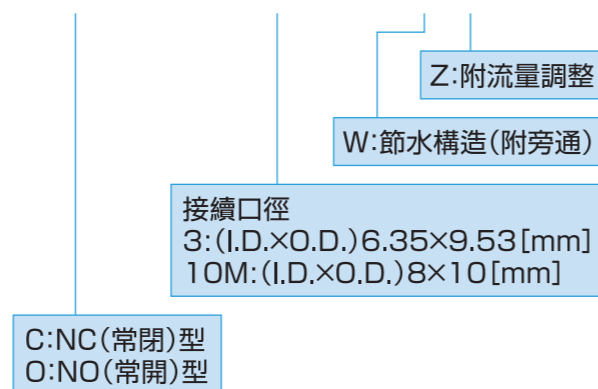 Z:附流量調整
W:節水構造(附旁通)
接續口徑
3:(I.D.×O.D.)6.35×9.53[mm]
10M:(I.D.×O.D.)8×10[mm]
C:NC(常閉)型
O:NO(常開)型